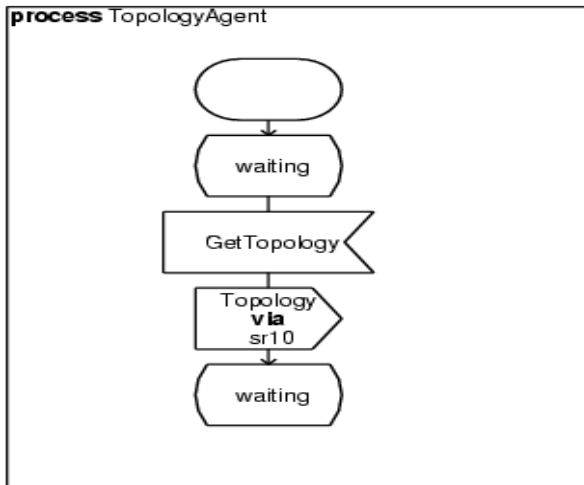 process TopologyAgent
waiting
GetTopology
Topology
via
sr10
waiting